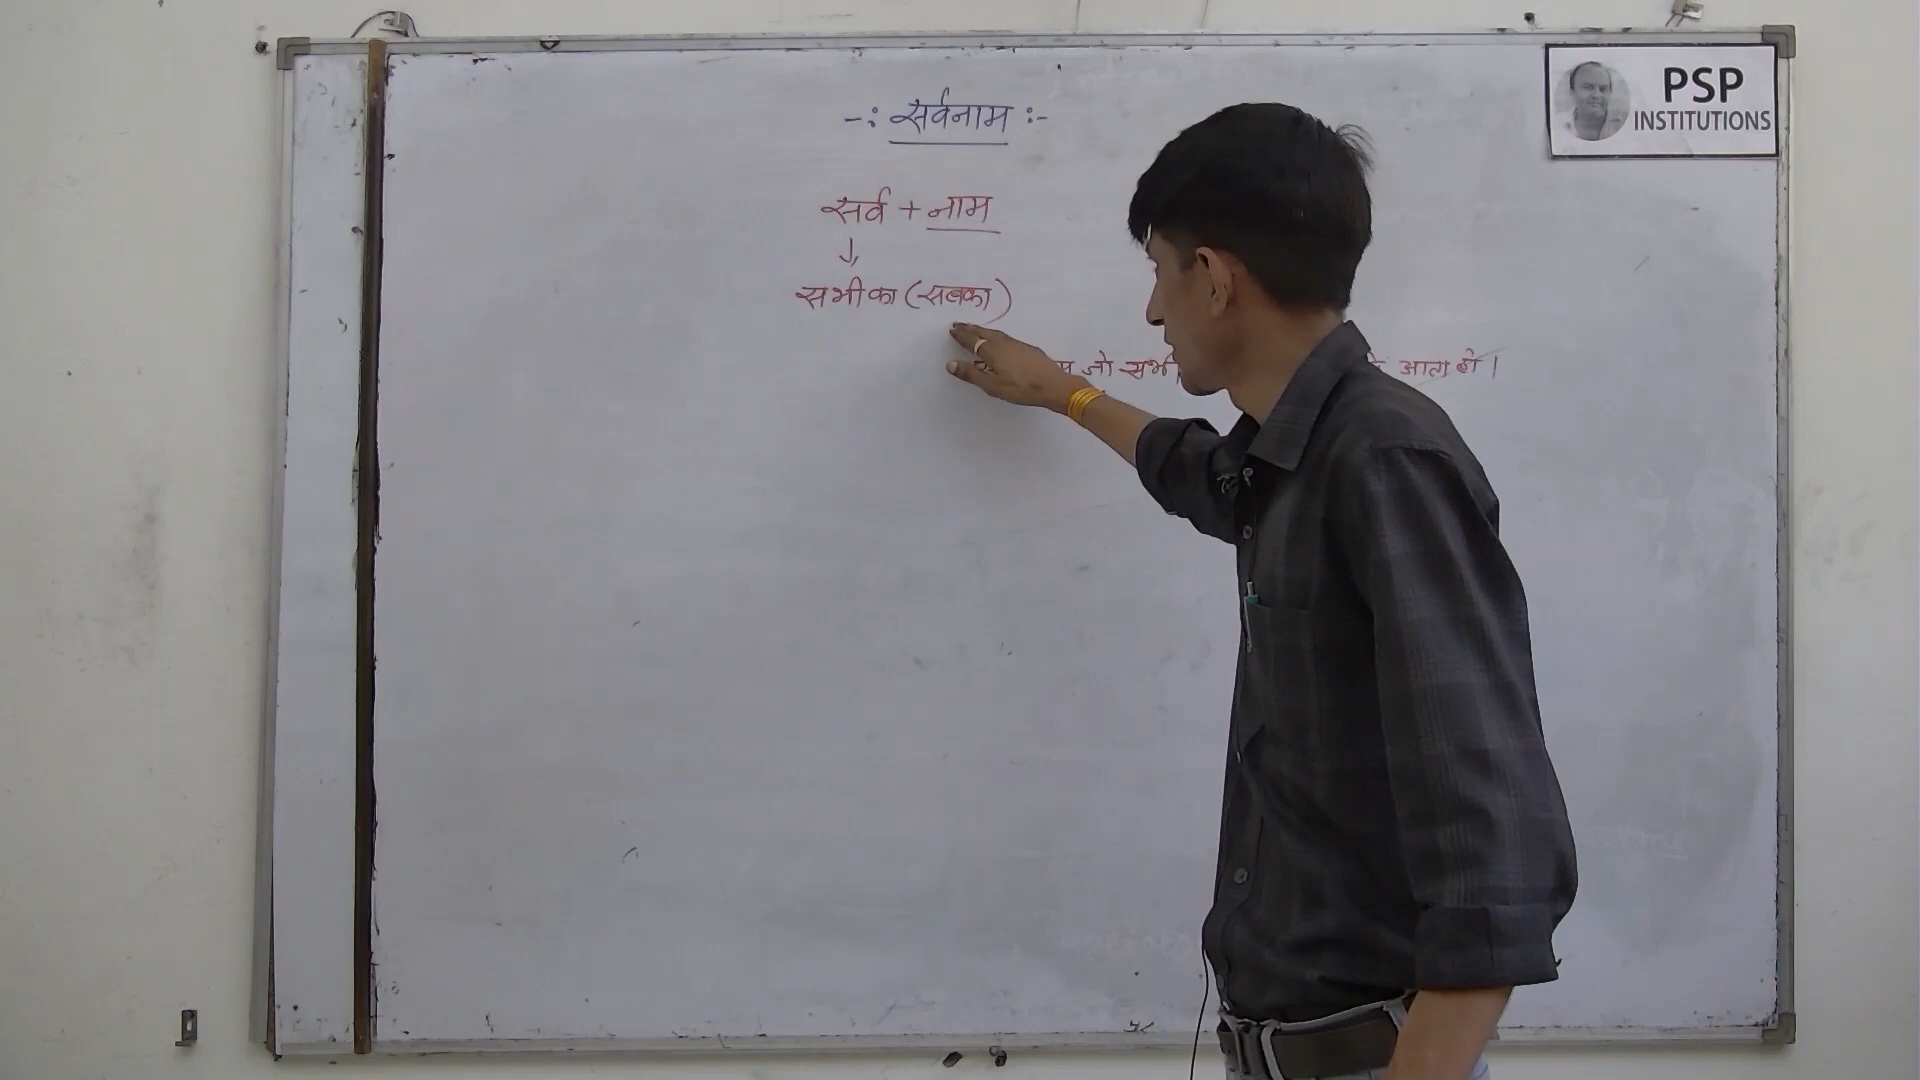 -: सर्वनाम :-
सर्व + नाम
सभी का (सबका)
जो सभी आता हो ।
PSP
INSTITUTIONS